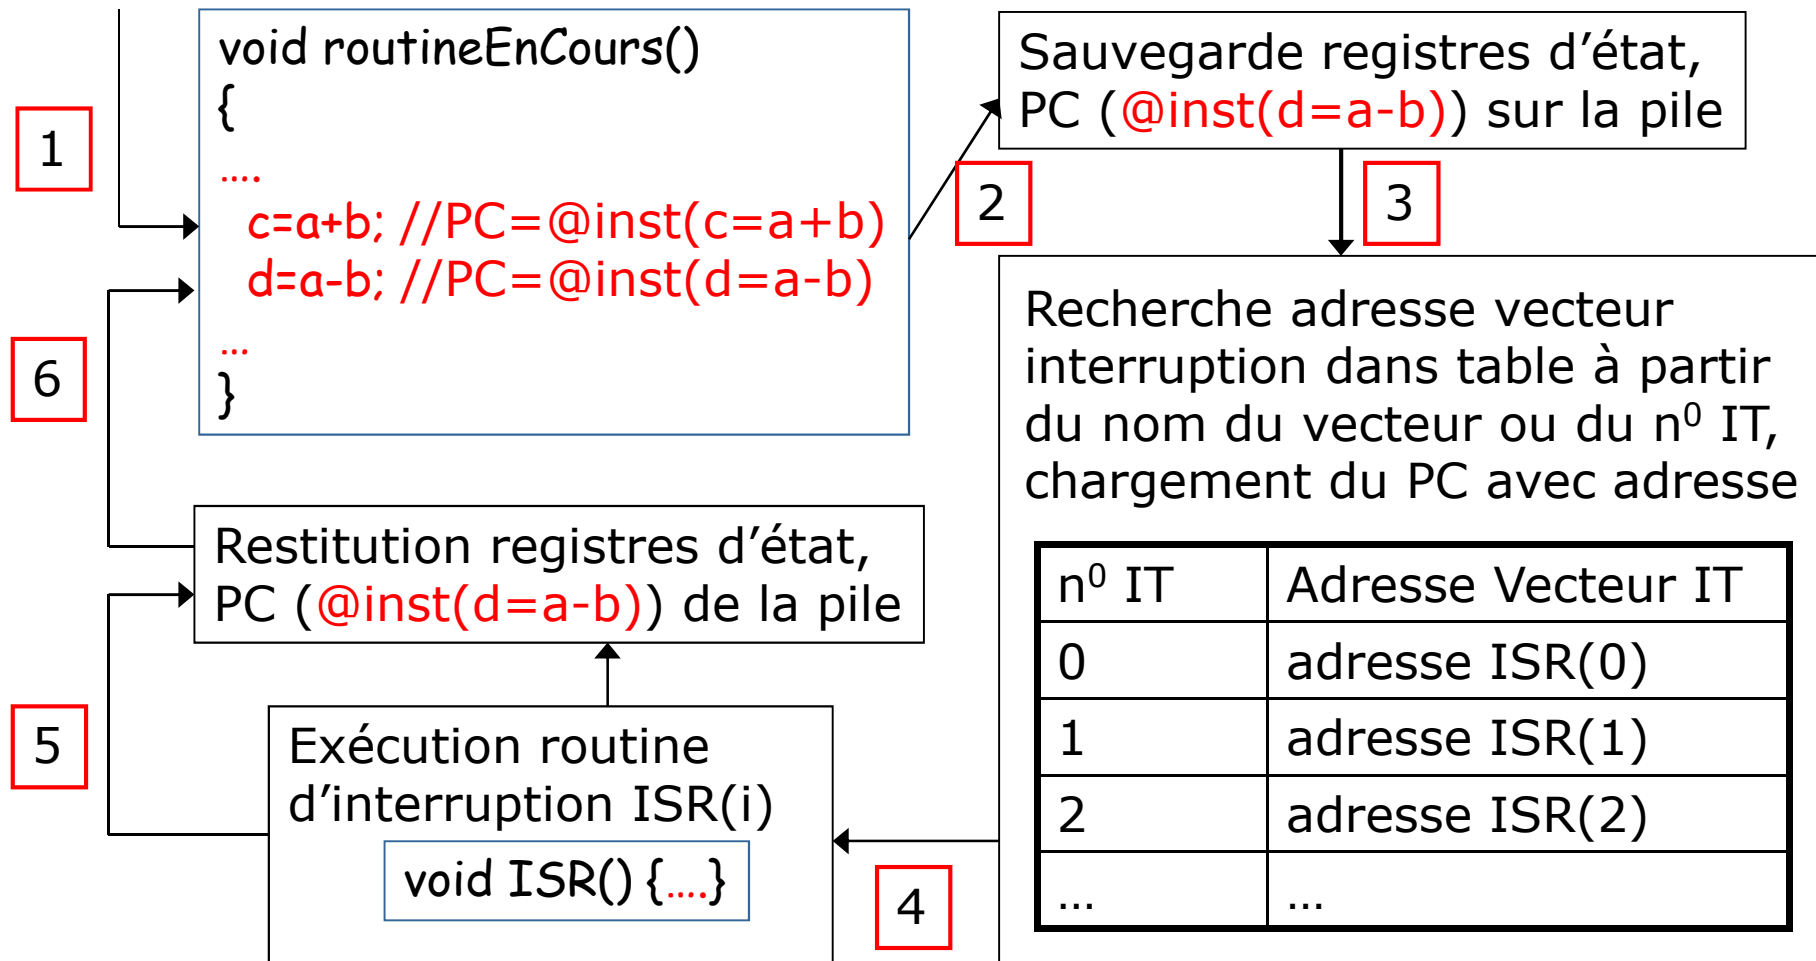 1
void routineEnCours()
{
....
c=a+b; //PC=@inst(c=a+b)
d=a-b; //PC=@inst(d=a-b)
...
}
2
Sauvegarde registres d’état,
PC (@inst(d=a-b)) sur la pile
3
Recherche adresse vecteur
interruption dans table à partir
du nom du vecteur ou du n⁰ IT,
chargement du PC avec adresse
n⁰ IT Adresse Vecteur IT
0 adresse ISR(0)
1 adresse ISR(1)
2 adresse ISR(2)
... ...
4
Exécution routine
d’interruption ISR(i)
void ISR() {....}
5
Restitution registres d’état,
PC (@inst(d=a-b)) de la pile
6